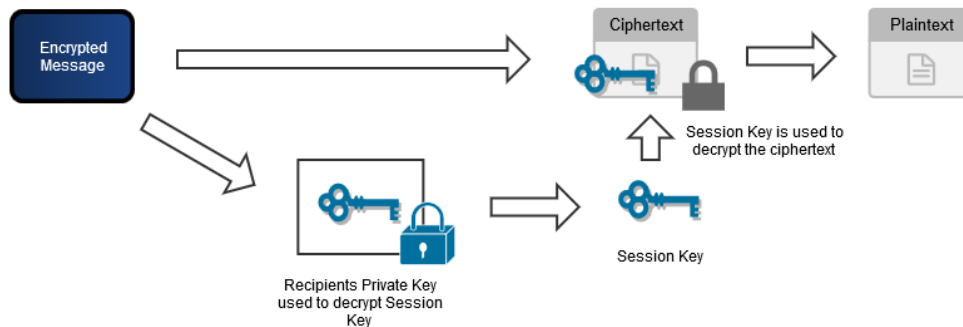 Encrypted
Message
Ciphertext
Plaintext
Session Key is used to
decrypt the ciphertext
Session Key
Recipients Private Key
used to decrypt Session
Key